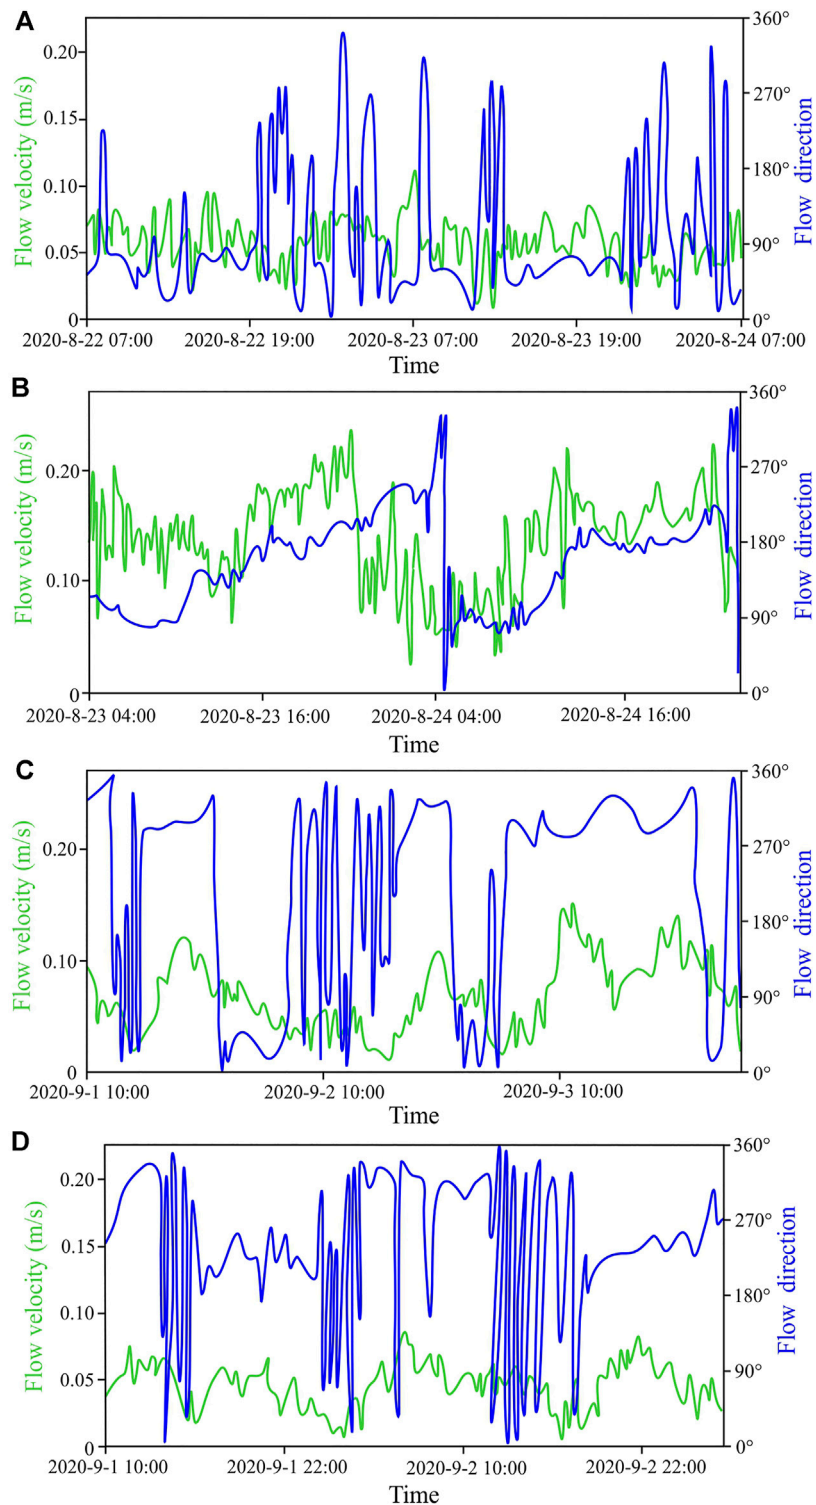 A
Flow velocity (m/s)
0.20
0.15
0.10
0.05
0
360°
270°
180°
90°
0°
Flow direction
2020-8-22 07:00 2020-8-22 19:00 2020-8-23 07:00 2020-8-23 19:00 2020-8-24 07:00
Time
B
Flow velocity (m/s)
0.20
0.10
0
360°
270°
180°
90°
0°
Flow direction
2020-8-23 04:00 2020-8-23 16:00 2020-8-24 04:00 2020-8-24 16:00
Time
C
Flow velocity (m/s)
0.20
0.10
0
360°
270°
180°
90°
0°
Flow direction
2020-9-1 10:00 2020-9-2 10:00 2020-9-3 10:00
Time
D
Flow velocity (m/s)
0.20
0.15
0.10
0.05
0
360°
270°
180°
90°
0°
Flow direction
2020-9-1 10:00 2020-9-1 22:00 2020-9-2 10:00 2020-9-2 22:00
Time